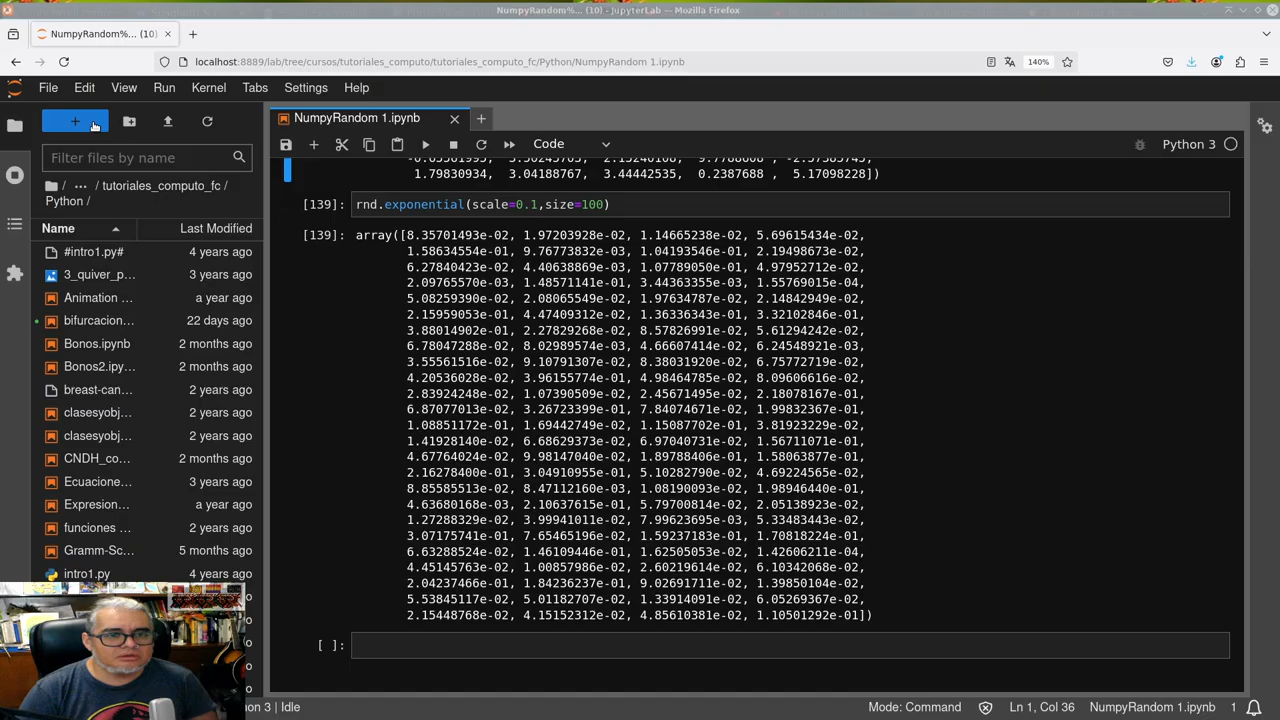 NumpyRandom%... (10) - JupyterLab — Mozilla Firefox
NumpyRandom%... (10)
localhost:8889/lab/tree/cursos/tutoriales_computo/tutoriales_computo_fc/Python/NumpyRandom 1.ipynb
140%
File Edit View Run Kernel Tabs Settings Help
NumpyRandom 1.ipynb
Code
Python 3
Filter files by name
/ ... / tutoriales_computo_fc /
Python /
Name Last Modified
#intro1.py# 4 years ago
3_quiver_p... 3 years ago
Animation ... a year ago
bifurcacion... 22 days ago
Bonos.ipynb 2 months ago
Bonos2.ipy... 2 months ago
breast-can... 2 years ago
clasesyobj... 2 years ago
clasesyobj... 2 years ago
CNDH_co... 2 months ago
Ecuacione... 3 years ago
Expresion... a year ago
funciones ... 2 years ago
Gramm-Sc... 5 months ago
intro1.py 4 years ago
1.79830934, 3.04188767, 3.44442535, 0.2387688 , 5.17098228])
[139]: rnd.exponential(scale=0.1,size=100)
[139]: array([8.35701493e-02, 1.97203928e-02, 1.14665238e-02, 5.69615434e-02,
1.58634554e-01, 9.76773832e-03, 1.04193546e-01, 2.19498673e-02,
6.27840423e-02, 4.40638869e-03, 1.07789050e-01, 4.97952712e-02,
2.09765570e-03, 1.48571141e-01, 3.44363355e-03, 1.55769015e-04,
5.08259390e-02, 2.08065549e-02, 1.97634787e-02, 2.14842949e-02,
2.15959053e-01, 4.47409312e-02, 1.36336343e-01, 3.32102846e-01,
3.88014902e-01, 2.27829268e-02, 8.57826991e-02, 5.61294242e-02,
6.78047288e-02, 8.02989574e-03, 4.66607414e-02, 6.24548921e-03,
3.55561516e-02, 9.10791307e-02, 8.38031920e-02, 6.75772719e-02,
4.20536028e-02, 3.96155774e-01, 4.98464785e-02, 8.09606616e-02,
2.83924248e-02, 1.07390509e-02, 2.45671495e-02, 2.18078167e-01,
6.87077013e-02, 3.26723399e-01, 7.84074671e-02, 1.99832367e-01,
1.08851172e-01, 1.69442749e-02, 1.15087702e-01, 3.81923229e-02,
1.41928140e-02, 6.68629373e-02, 6.97040731e-02, 1.56711071e-01,
4.67764024e-02, 9.98147040e-02, 1.89788406e-01, 1.58063877e-01,
2.16278400e-01, 3.04910955e-01, 5.10282790e-02, 4.69224565e-02,
8.85585513e-02, 8.47112160e-03, 1.08190093e-02, 1.98946440e-01,
4.63680168e-03, 2.10637615e-01, 5.79700814e-02, 2.05138923e-02,
1.27288329e-02, 3.99941011e-02, 7.99623695e-03, 5.33483443e-02,
3.07175741e-01, 7.65465196e-02, 1.59237183e-01, 1.70818224e-01,
6.63288524e-02, 1.46109446e-01, 1.62505053e-02, 1.42606211e-04,
4.45145763e-02, 1.00857986e-02, 2.60219614e-02, 6.10342068e-02,
2.04237466e-01, 1.84236237e-01, 9.02691711e-02, 1.39850104e-02,
5.53845117e-02, 5.01182707e-02, 1.33914091e-02, 6.05269367e-02,
2.15448768e-02, 4.15152312e-02, 4.85610381e-02, 1.10501292e-01])
[ ]:
on 3 | Idle
Mode: Command
Ln 1, Col 36
NumpyRandom 1.ipynb
1